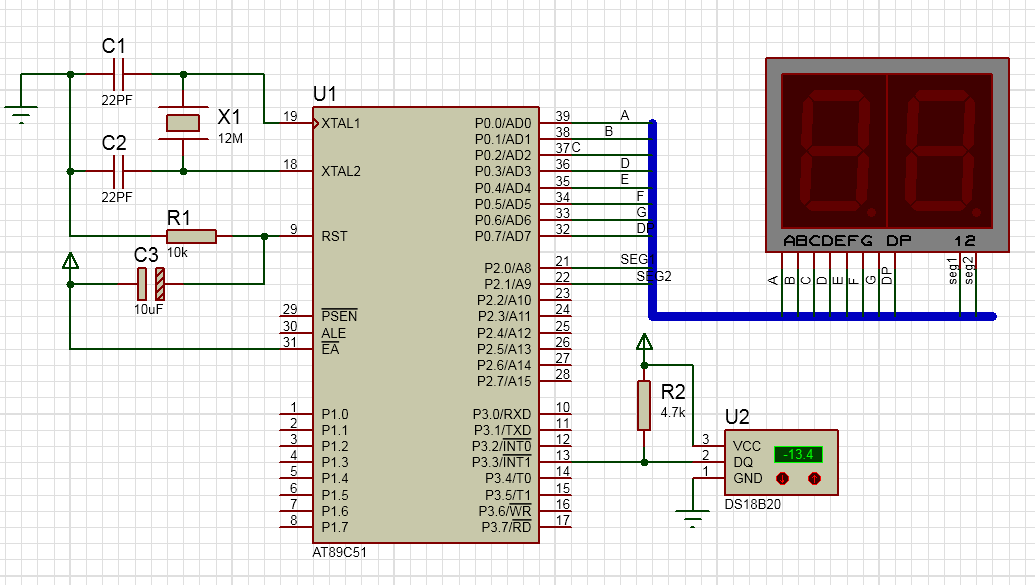 C1
22PF
X1
12M
C2
22PF
R1
10k
C3
10uF
U1
19 XTAL1
18 XTAL2
9 RST
29 PSEN
30 ALE
31 EA
1 P1.0
2 P1.1
3 P1.2
4 P1.3
5 P1.4
6 P1.5
7 P1.6
8 P1.7
P0.0/AD0 39 A
P0.1/AD1 38 B
P0.2/AD2 37 C
P0.3/AD3 36 D
P0.4/AD4 35 E
P0.5/AD5 34 F
P0.6/AD6 33 G
P0.7/AD7 32 DP
P2.0/A8 21 SEG1
P2.1/A9 22 SEG2
P2.2/A10 23
P2.3/A11 24
P2.4/A12 25
P2.5/A13 26
P2.6/A14 27
P2.7/A15 28
P3.0/RXD 10
P3.1/TXD 11
P3.2/INT0 12
P3.3/INT1 13
P3.4/T0 14
P3.5/T1 15
P3.6/WR 16
P3.7/RD 17
AT89C51
ABCDEFG DP 12
A
B
C
D
E
F
G
DP
seg1
seg2
R2
4.7k
U2
3 VCC
2 DQ
1 GND
-13.4
DS18B20